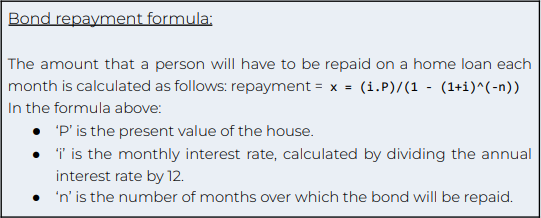 Bond repayment formula:
The amount that a person will have to be repaid on a home loan each
month is calculated as follows: repayment = x = (i.P)/(1 - (1+i)^(-n))
In the formula above:
● ‘P’ is the present value of the house.
● ‘i’ is the monthly interest rate, calculated by dividing the annual
interest rate by 12.
● ‘n’ is the number of months over which the bond will be repaid.